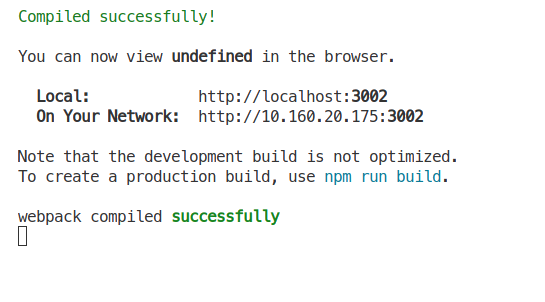 Compiled successfully!
You can now view undefined in the browser.
Local: http://localhost:3002
On Your Network: http://10.160.20.175:3002
Note that the development build is not optimized.
To create a production build, use npm run build.
webpack compiled successfully